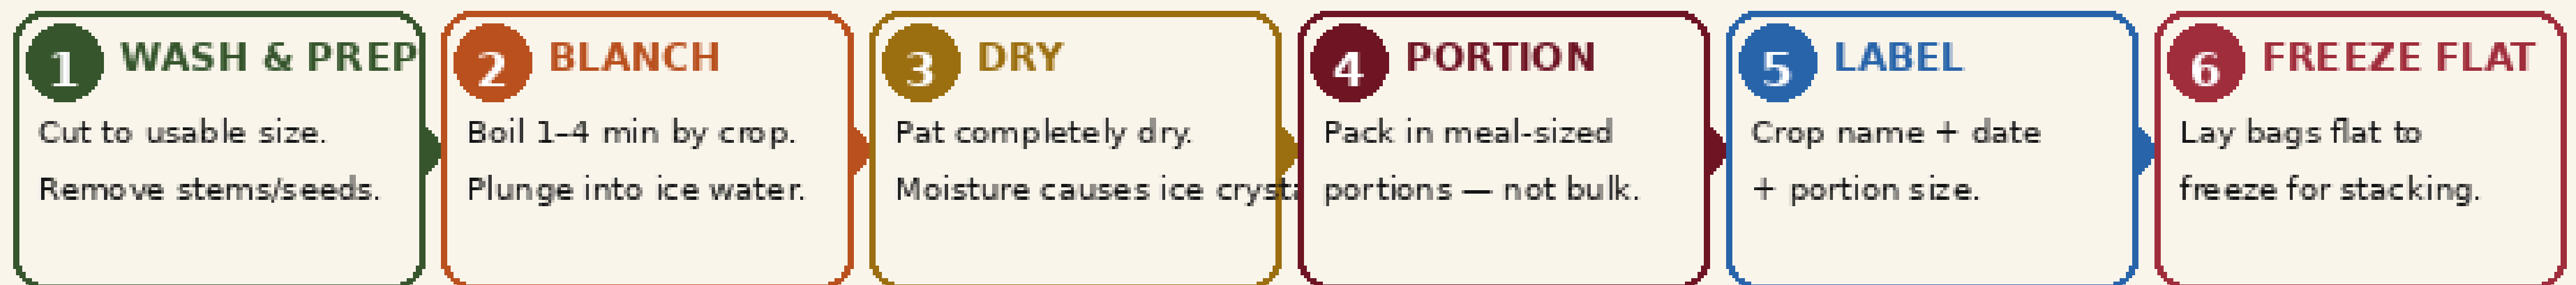 1 WASH & PREP
Cut to usable size.
Remove stems/seeds.
2 BLANCH
Boil 1–4 min by crop.
Plunge into ice water.
3 DRY
Pat completely dry.
Moisture causes ice
4 PORTION
Pack in meal-sized
portions — not bulk.
5 LABEL
Crop name + date
+ portion size.
6 FREEZE FLAT
Lay bags flat to
freeze for stacking.